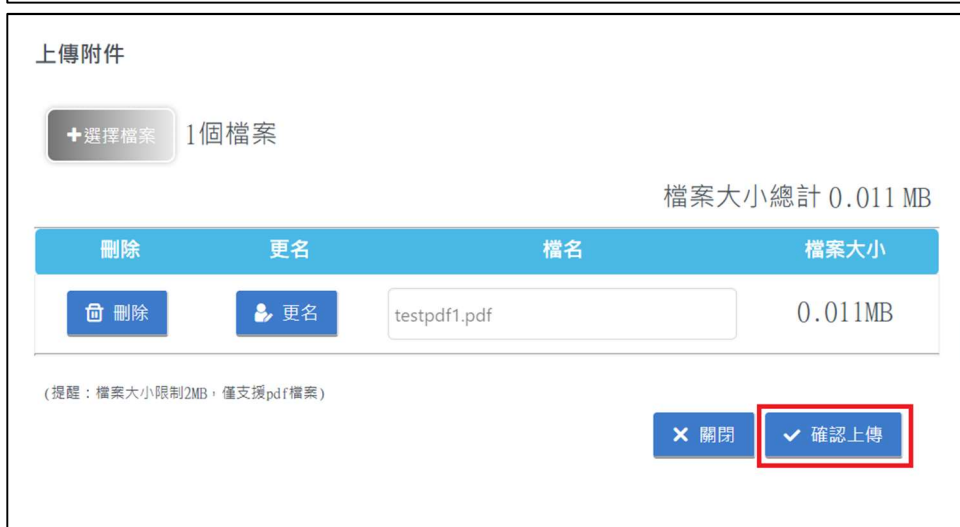 上傳附件
+選擇檔案 1個檔案
檔案大小總計 0.011 MB
刪除 更名 檔名 檔案大小
刪除 更名 testpdf1.pdf 0.011MB
(提醒：檔案大小限制2MB，僅支援pdf檔案)
關閉 確認上傳